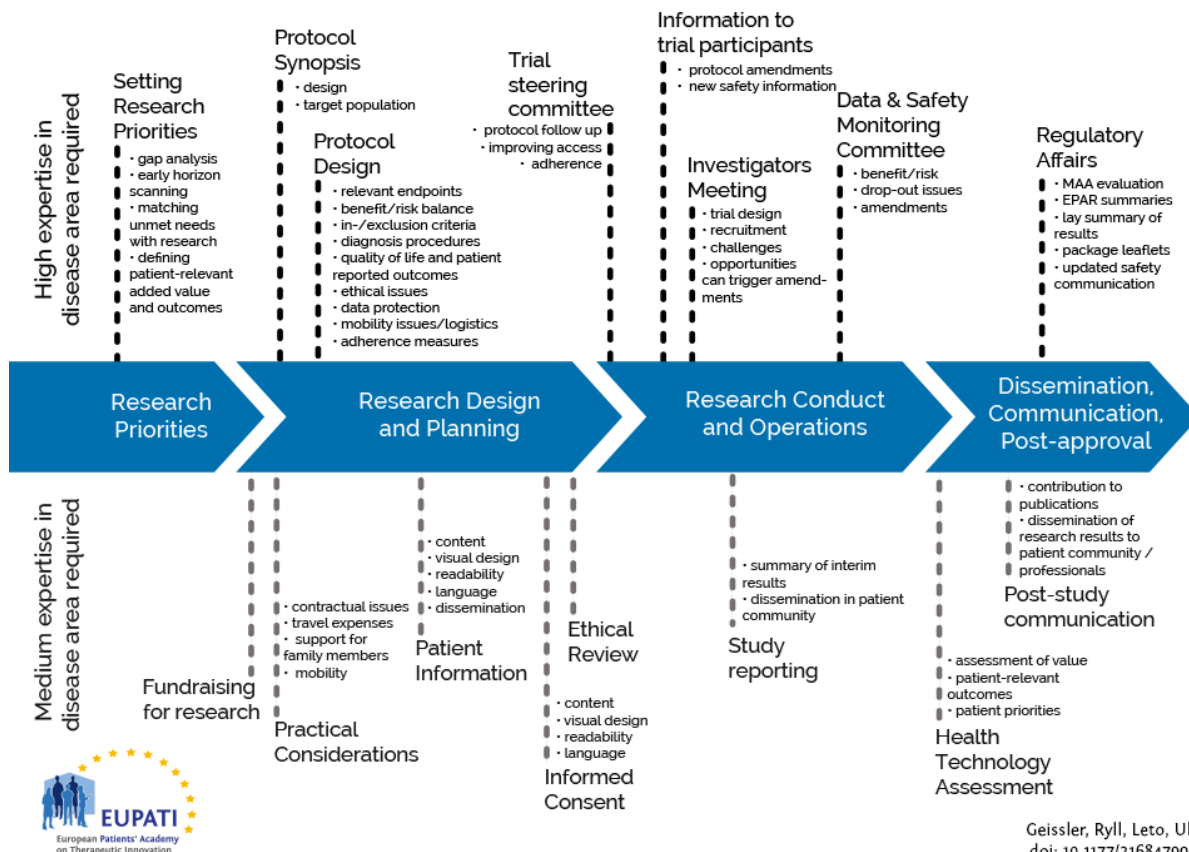 High expertise in
disease area required
Setting
Research
Priorities
· gap analysis
· early horizon
scanning
· matching
unmet needs
with research
· defining
patient-relevant
added value
and outcomes
Protocol
Synopsis
· design
· target population
Protocol
Design
· relevant endpoints
· benefit/risk balance
· in-/exclusion criteria
· diagnosis procedures
· quality of life and patient
reported outcomes
· ethical issues
· data protection
· mobility issues/logistics
· adherence measures
Trial
steering
committee
· protocol follow up
· improving access
· adherence
Information to
trial participants
· protocol amendments
· new safety information
Investigators
Meeting
· trial design
· recruitment
· challenges
· opportunities
can trigger amend-
ments
Data & Safety
Monitoring
Committee
· benefit/risk
· drop-out issues
· amendments
Regulatory
Affairs
· MAA evaluation
· EPAR summaries
· lay summary of
results
· package leaflets
· updated safety
communication
Research
Priorities
Research Design
and Planning
Research Conduct
and Operations
Dissemination,
Communication,
Post-approval
Medium expertise in
disease area required
Fundraising
for research
· contractual issues
· travel expenses
· support for
family members
· mobility
Practical
Considerations
· content
· visual design
· readability
· language
· dissemination
Patient
Information
Ethical
Review
· content
· visual design
· readability
· language
Informed
Consent
· summary of interim
results
· dissemination in patient
community
Study
reporting
· contribution to
publications
· dissemination of
research results to
patient community /
professionals
Post-study
communication
· assessment of value
· patient-relevant
outcomes
· patient priorities
Health
Technology
Assessment
EUPATI
European Patients' Academy
on Therapeutic Innovation
Geissler, Ryll, Leto,
doi: 10.1177/21684790